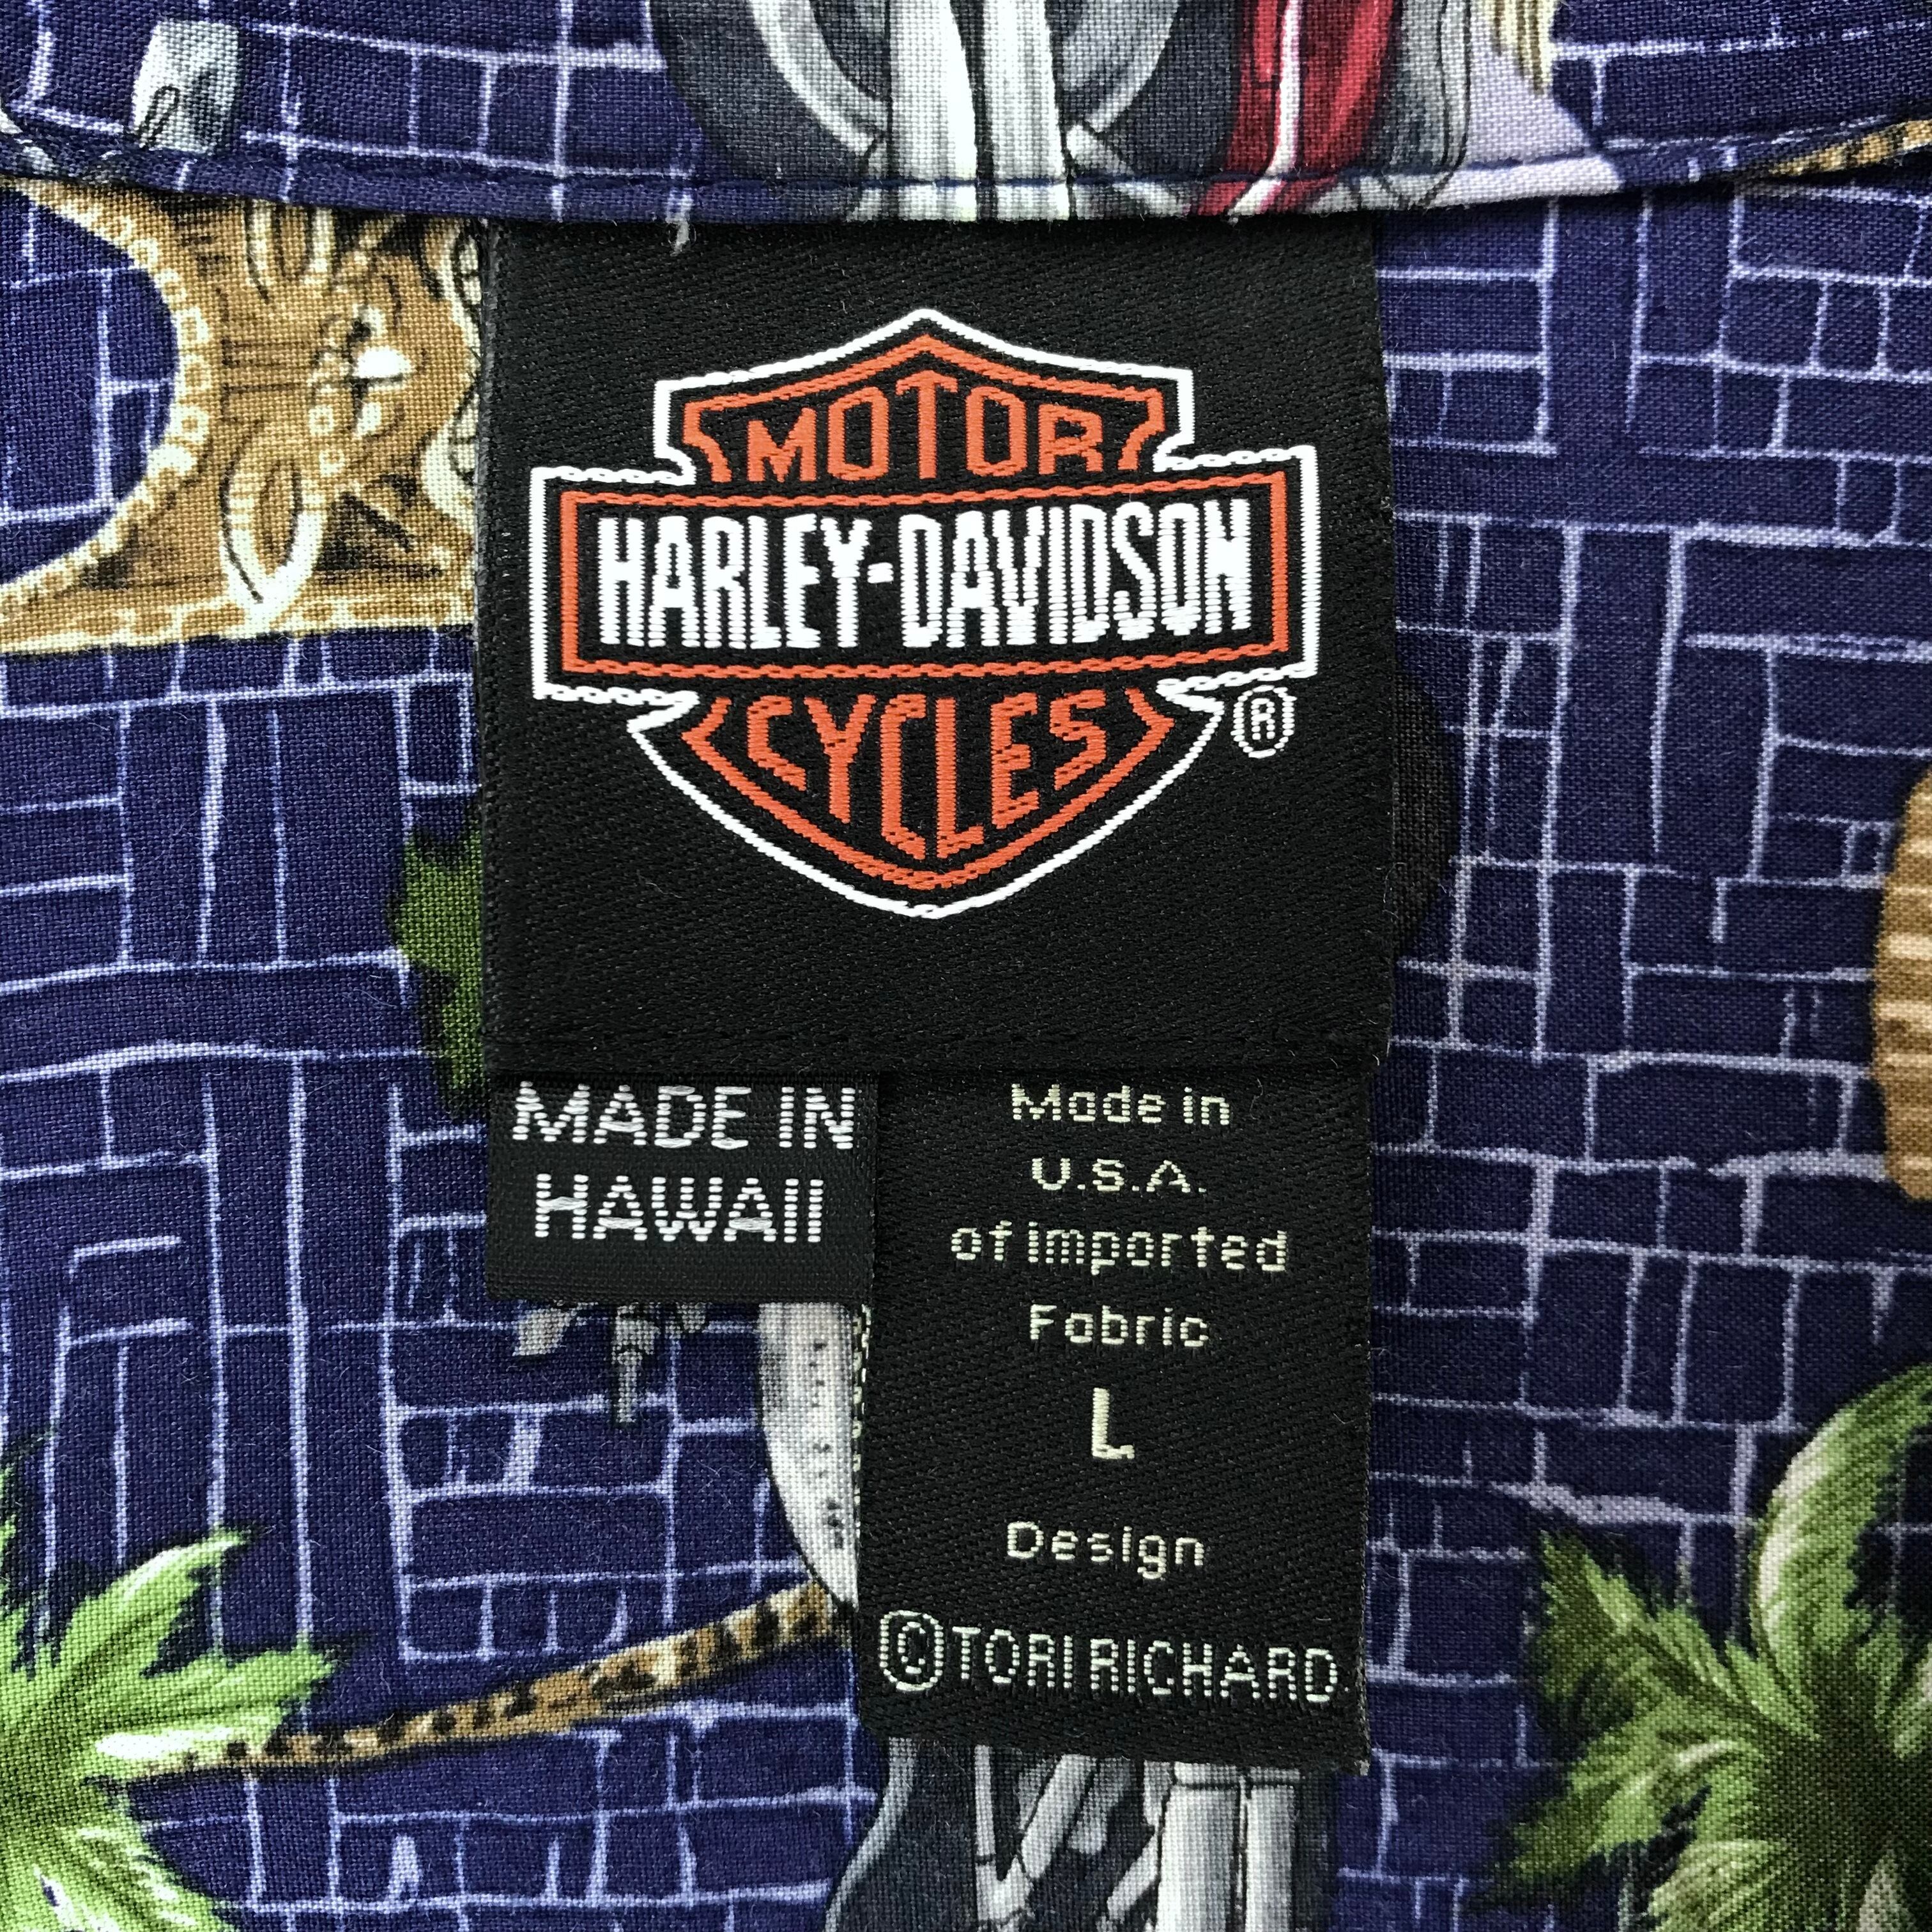 MOTOR
HARLEY-DAVIDSON
®
CYCLES
MADE IN
HAWAII
Made in
U.S.A.
of imported
Fabric
L
Design
©TORI RICHARD.